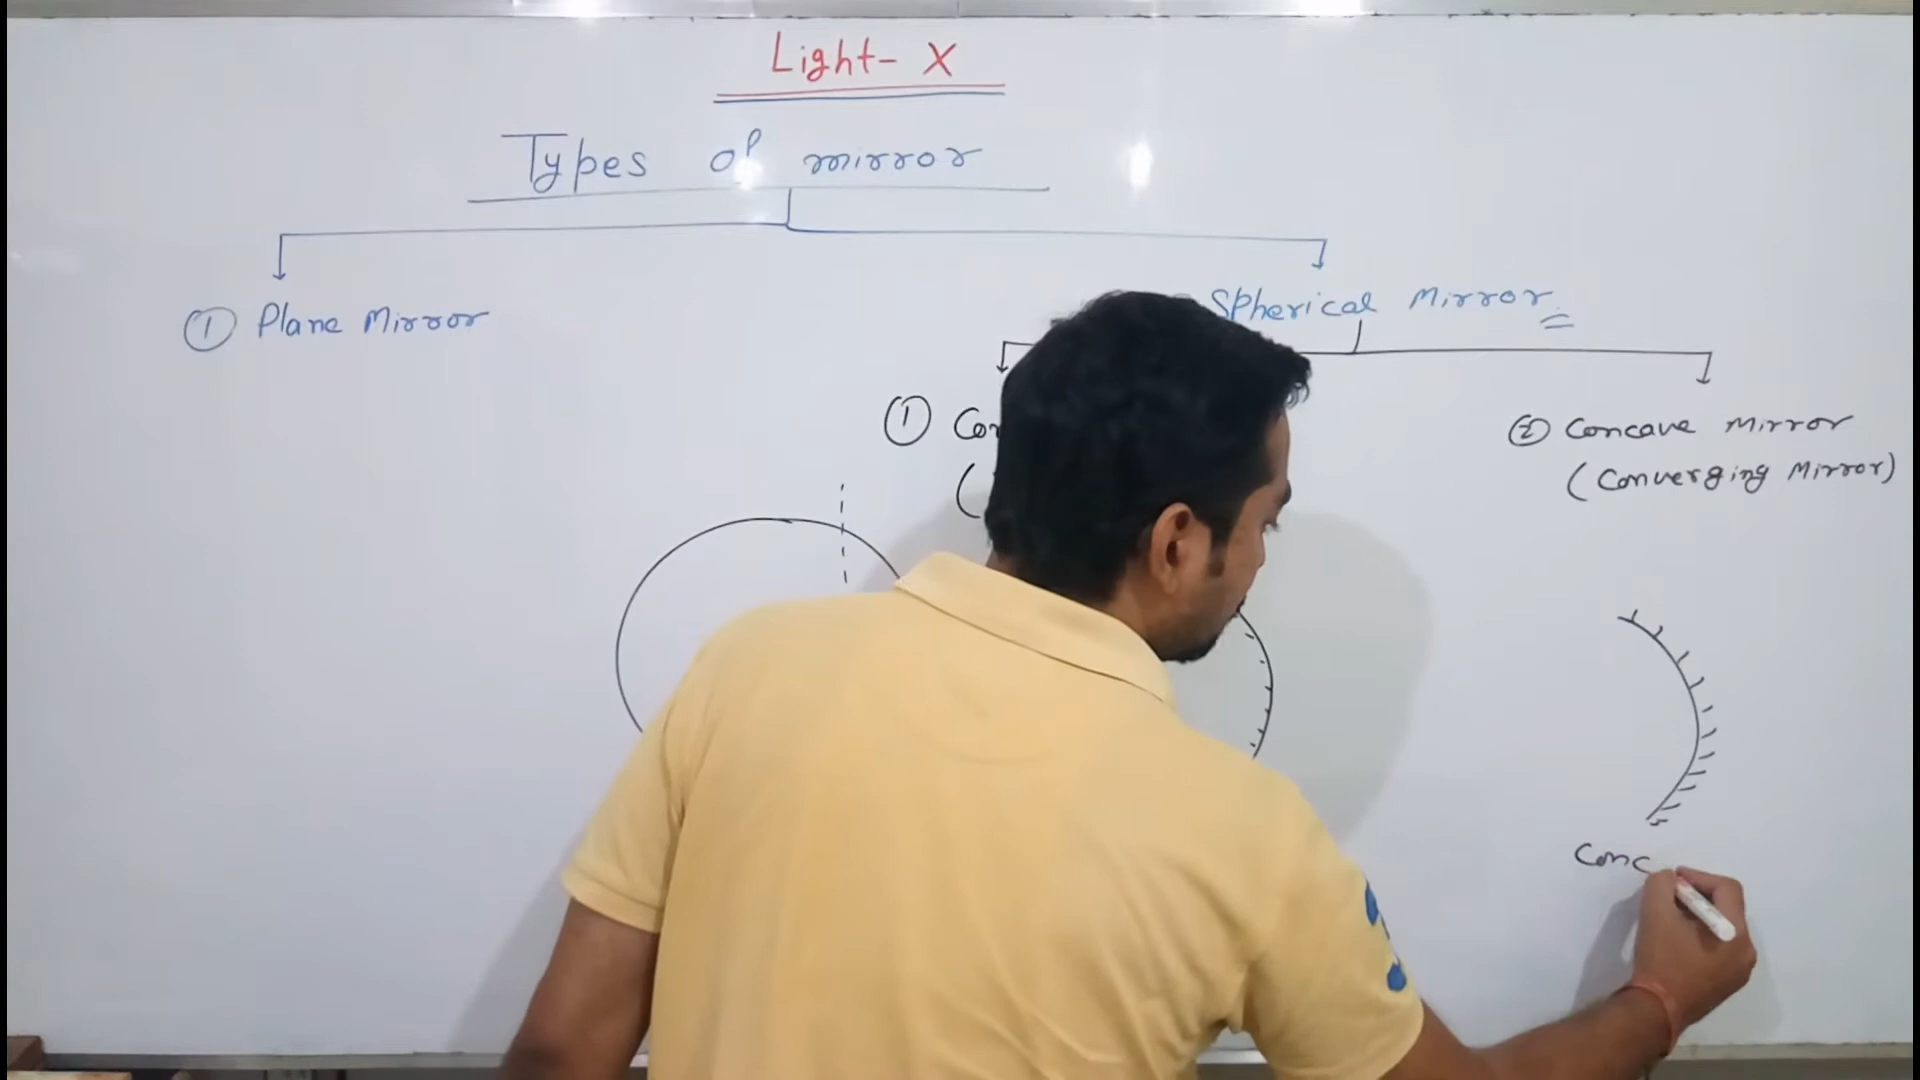 Light- X
Types of mirror
① Plane Mirror
Spherical Mirror
①
② Concave mirror
(Converging Mirror)
Conc